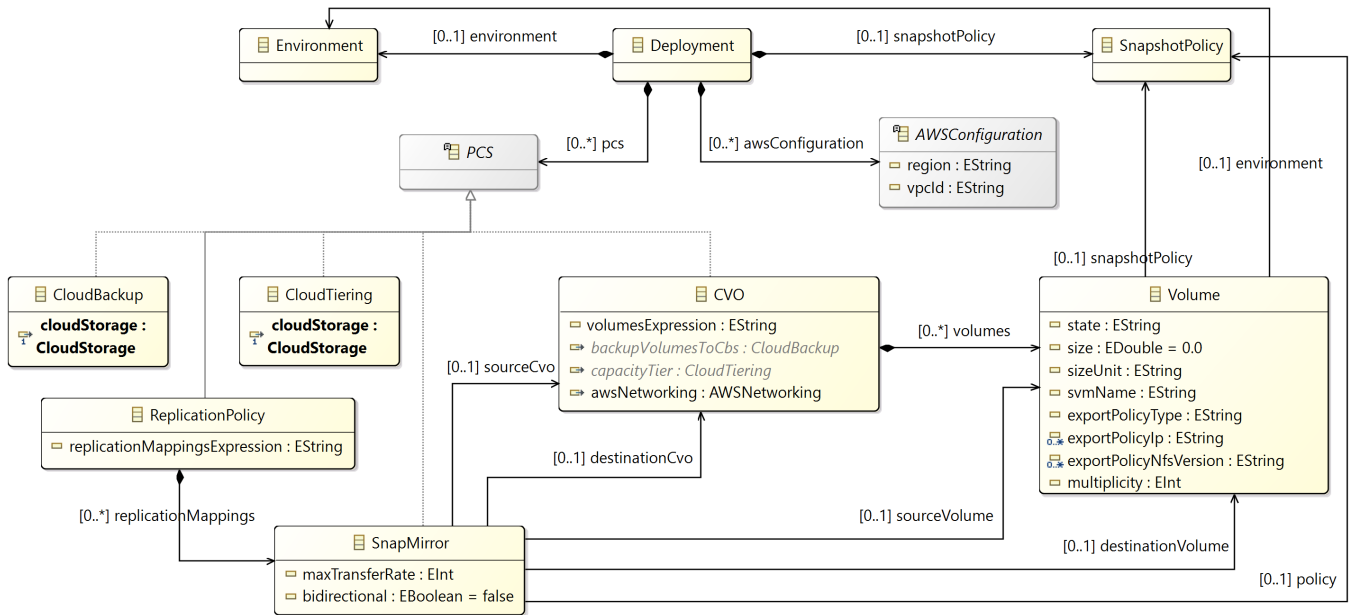 Environment
[0..1] environment
Deployment
[0..1] snapshotPolicy
SnapshotPolicy
PCS
[0..*] pcs
[0..*] awsConfiguration
AWSConfiguration
region : EString
vpcId : EString
[0..1] environment
[0..1] snapshotPolicy
CloudBackup
cloudStorage :
CloudStorage
1
CloudTiering
cloudStorage :
CloudStorage
1
CVO
volumesExpression : EString
backupVolumesToCbs : CloudBackup
capacityTier : CloudTiering
awsNetworking : AWSNetworking
[0..*] volumes
Volume
state : EString
size : EDouble = 0.0
sizeUnit : EString
svmName : EString
exportPolicyType : EString
0..* exportPolicyIp : EString
0..* exportPolicyNfsVersion : EString
multiplicity : EInt
[0..1] sourceCvo
ReplicationPolicy
replicationMappingsExpression : EString
[0..1] destinationCvo
[0..*] replicationMappings
[0..1] sourceVolume
SnapMirror
maxTransferRate : EInt
bidirectional : EBoolean = false
[0..1] destinationVolume
[0..1] policy